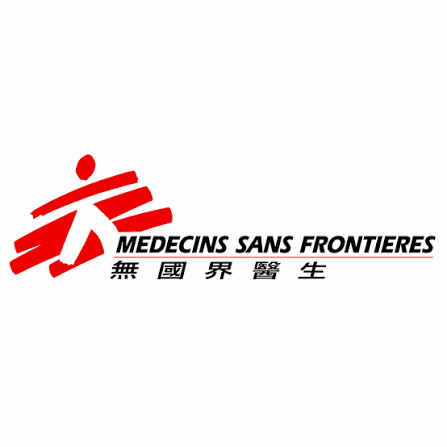 MEDECINS SANS FRONTIERES
無國界醫生